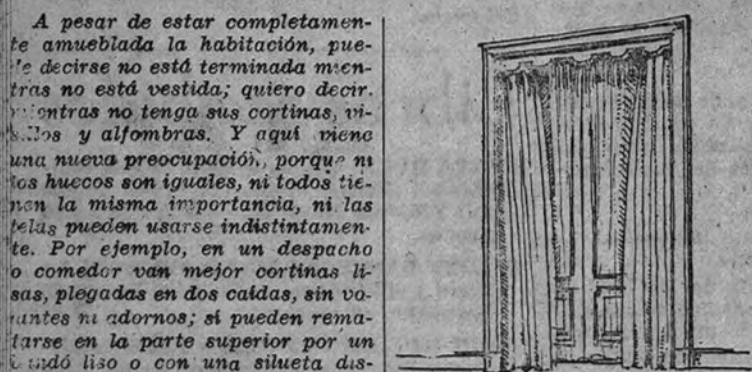 A pesar de estar completamen-
te amueblada la habitación, pue-
de decirse no está terminada mien-
tras no está vestida; quiero decir.
mientras no tenga sus cortinas, vi-
sillos y alfombras. Y aquí viene
una nueva preocupación, porque ni
los huecos son iguales, ni todos tie-
nen la misma importancia, ni las
telas pueden usarse indistintamen-
te. Por ejemplo, en un despacho
o comedor van mejor cortinas li-
sas, plegadas en dos caídas, sin vo-
lantes ni adornos; si pueden rema-
tarse en la parte superior por un
bandó liso o con una silueta dis-